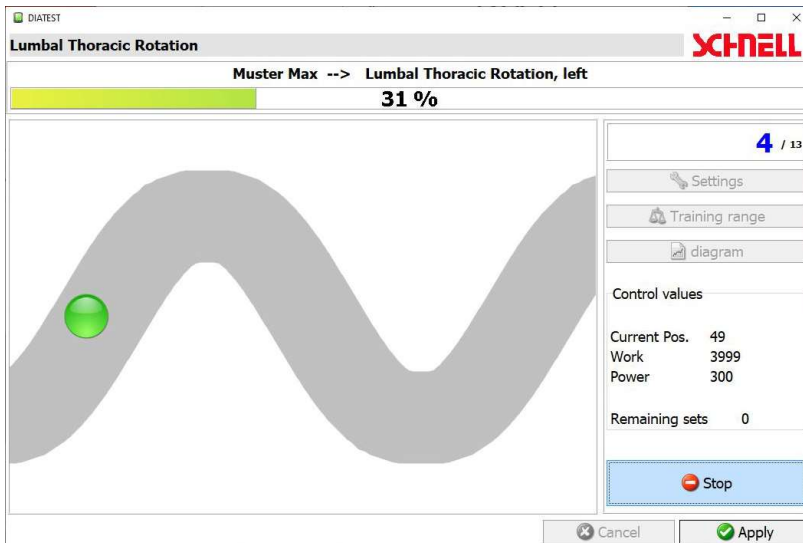 DIATEST
Lumbal Thoracic Rotation
SCHNELL
Muster Max --> Lumbal Thoracic Rotation, left
31 %
4 / 13
Settings
Training range
diagram
Control values
Current Pos. 49
Work 3999
Power 300
Remaining sets 0
Stop
Cancel
Apply